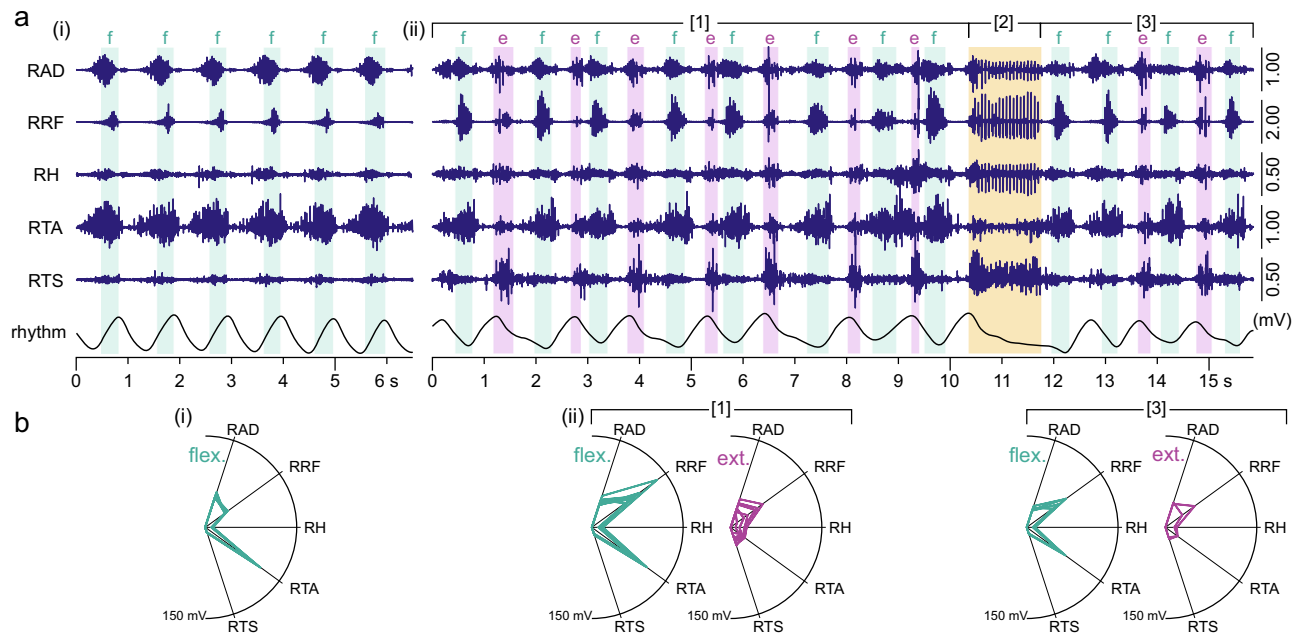 a
(i)
(ii)
[1] [2] [3]
f f f f f f
f e f e f e f e f e f e f e f f f e f e f
RAD
RRF
RH
RTA
RTS
rhythm
1.00
2.00
0.50
1.00
0.50
(mV)
0 1 2 3 4 5 6 s
0 1 2 3 4 5 6 7 8 9 10 11 12 13 14 15 s
b
(i)
flex.
RAD
RRF
RH
RTA
RTS
150 mV
(ii)
[1]
flex.
RAD
RRF
RH
RTA
RTS
150 mV
ext.
RAD
RRF
RH
RTA
RTS
[3]
flex.
RAD
RRF
RH
RTA
RTS
150 mV
ext.
RAD
RRF
RH
RTA
RTS
150 mV